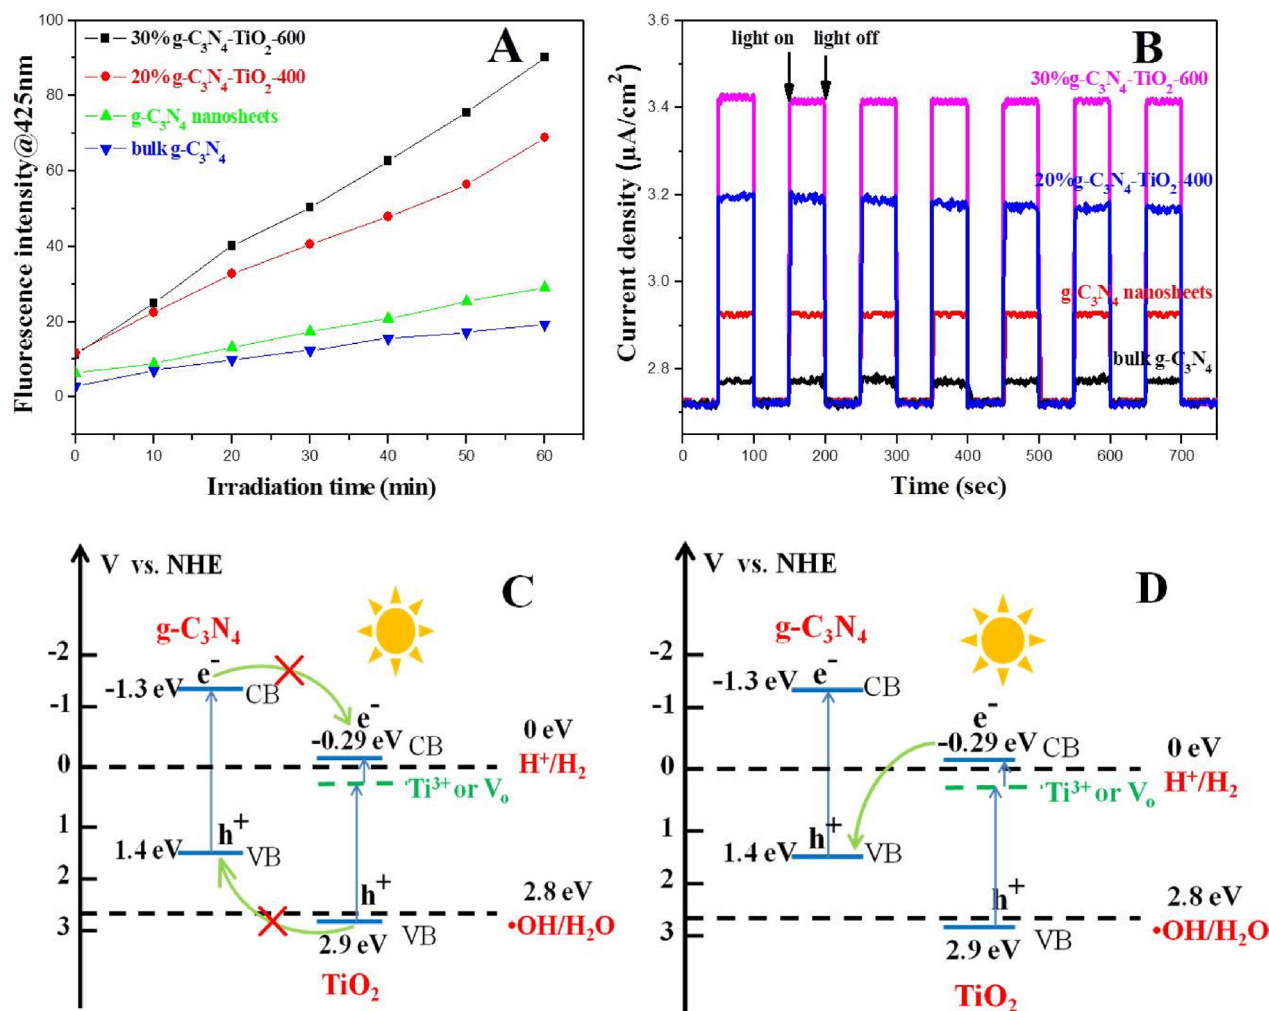 A
30%g-C₃N₄-TiO₂-600
20%g-C₃N₄-TiO₂-400
g-C₃N₄ nanosheets
bulk g-C₃N₄
Fluorescence intensity@425nm
100
80
60
40
20
0
0 10 20 30 40 50 60
Irradiation time (min)
B
light on light off
30%g-C₃N₄-TiO₂-600
20%g-C₃N₄-TiO₂-400
g-C₃N₄ nanosheets
bulk g-C₃N₄
Current density (μA/cm²)
3.6
3.4
3.2
3.0
2.8
0 100 200 300 400 500 600 700
Time (sec)
C
V vs. NHE
g-C₃N₄
-2
-1
0
1
2
3
e⁻
-1.3 eV
CB
e⁻
-0.29 eV
CB
0 eV
H⁺/H₂
Ti³⁺ or Vₒ
h⁺
1.4 eV
VB
h⁺
2.8 eV
•OH/H₂O
VB
2.9 eV
TiO₂
D
V vs. NHE
g-C₃N₄
-2
-1
0
1
2
3
e⁻
-1.3 eV
CB
e⁻
-0.29 eV
CB
0 eV
H⁺/H₂
Ti³⁺ or Vₒ
h⁺
1.4 eV
VB
h⁺
2.8 eV
•OH/H₂O
VB
2.9 eV
TiO₂